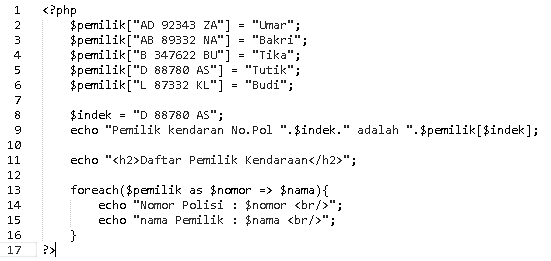 1 <?php
2 $pemilik["AD 92343 ZA"] = "Umar";
3 $pemilik["AB 89332 NA"] = "Bakri";
4 $pemilik["B 347622 BU"] = "Tika";
5 $pemilik["D 88780 AS"] = "Tutik";
6 $pemilik["L 87332 KL"] = "Budi";
7
8 $indek = "D 88780 AS";
9 echo "Pemilik kendaran No.Pol ".$indek." adalah ".$pemilik[$indek];
10
11 echo "<h2>Daftar Pemilik Kendaraan</h2>";
12
13 foreach($pemilik as $nomor => $nama){
14 echo "Nomor Polisi : $nomor <br/>";
15 echo "nama Pemilik : $nama <br/>";
16 }
17 ?>